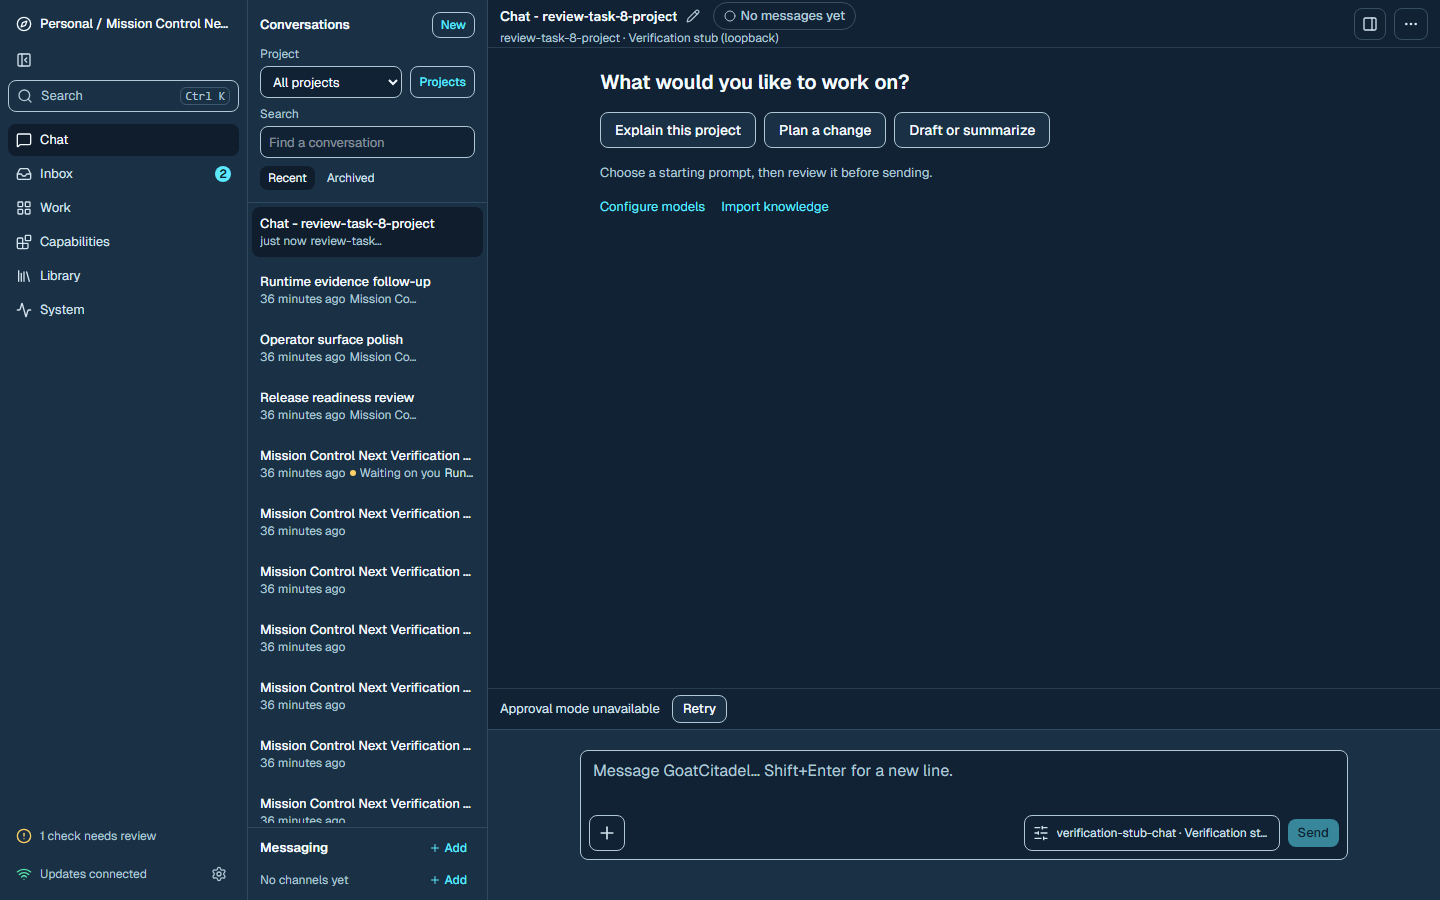 Personal / Mission Control Ne...
Search
Ctrl K
Chat
Inbox
2
Work
Capabilities
Library
System
1 check needs review
Updates connected
Conversations
New
Project
All projects
Projects
Search
Find a conversation
Recent
Archived
Chat - review-task-8-project
just now review-task...
Runtime evidence follow-up
36 minutes ago Mission Co...
Operator surface polish
36 minutes ago Mission Co...
Release readiness review
36 minutes ago Mission Co...
Mission Control Next Verification ...
36 minutes ago Waiting on you Run...
Mission Control Next Verification ...
36 minutes ago
Mission Control Next Verification ...
36 minutes ago
Mission Control Next Verification ...
36 minutes ago
Mission Control Next Verification ...
36 minutes ago
Mission Control Next Verification ...
36 minutes ago
Mission Control Next Verification ...
36 minutes ago
Messaging
+ Add
No channels yet
+ Add
Chat - review-task-8-project
No messages yet
review-task-8-project · Verification stub (loopback)
What would you like to work on?
Explain this project
Plan a change
Draft or summarize
Choose a starting prompt, then review it before sending.
Configure models
Import knowledge
Approval mode unavailable
Retry
Message GoatCitadel... Shift+Enter for a new line.
verification-stub-chat · Verification st...
Send